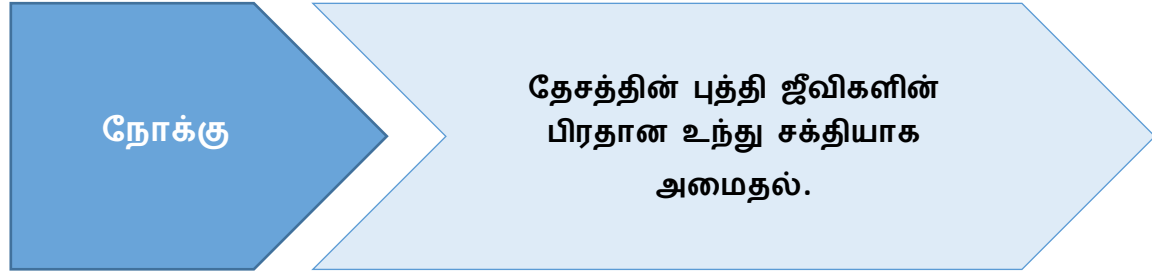 நோக்கு
தேசத்தின் புத்தி ஜீவிகளின்
பிரதான உந்து சக்தியாக
அமைதல்.